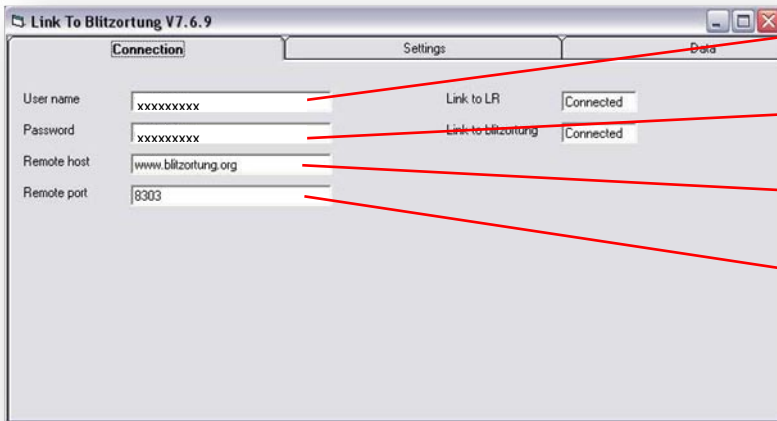 Link To Blitzortung V7.6.9
Connection Settings Data
User name xxxxxxxxx Link to LR Connected
Password xxxxxxxxx Link to blitzortung Connected
Remote host www.blitzortung.org
Remote port 8303